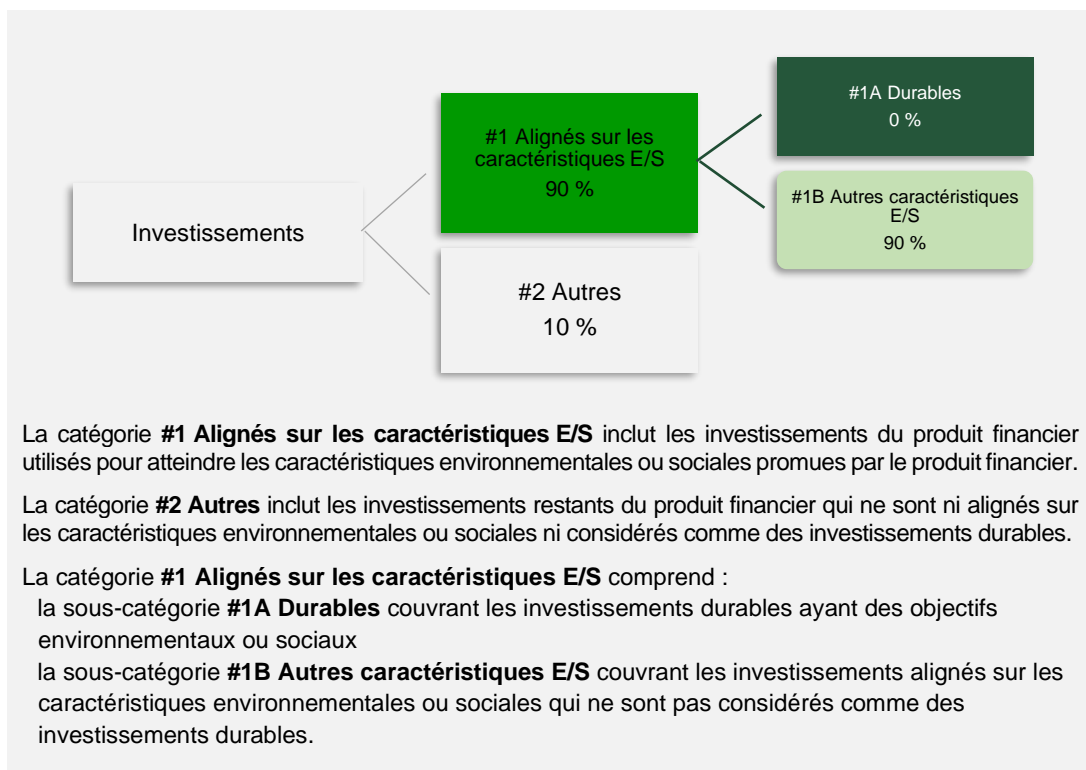 #1A Durables
0 %
#1 Alignés sur les
caractéristiques E/S
90 %
#1B Autres caractéristiques
E/S
90 %
Investissements
#2 Autres
10 %
La catégorie #1 Alignés sur les caractéristiques E/S inclut les investissements du produit financier
utilisés pour atteindre les caractéristiques environnementales ou sociales promues par le produit financier.
La catégorie #2 Autres inclut les investissements restants du produit financier qui ne sont ni alignés sur
les caractéristiques environnementales ou sociales ni considérés comme des investissements durables.
La catégorie #1 Alignés sur les caractéristiques E/S comprend :
la sous-catégorie #1A Durables couvrant les investissements durables ayant des objectifs
environnementaux ou sociaux
la sous-catégorie #1B Autres caractéristiques E/S couvrant les investissements alignés sur les
caractéristiques environnementales ou sociales qui ne sont pas considérés comme des
investissements durables.